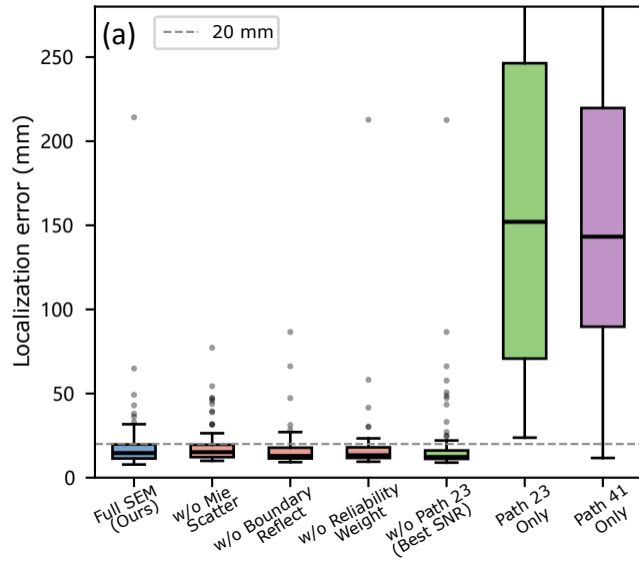 (a)
20 mm
Localization error (mm)
250
200
150
100
50
0
Full SEM
(Ours)
w/o Mie
Scatter
w/o Boundary
Reflect
w/o Reliability
Weight
w/o Path 23
(Best SNR)
Path 23
Only
Path 41
Only